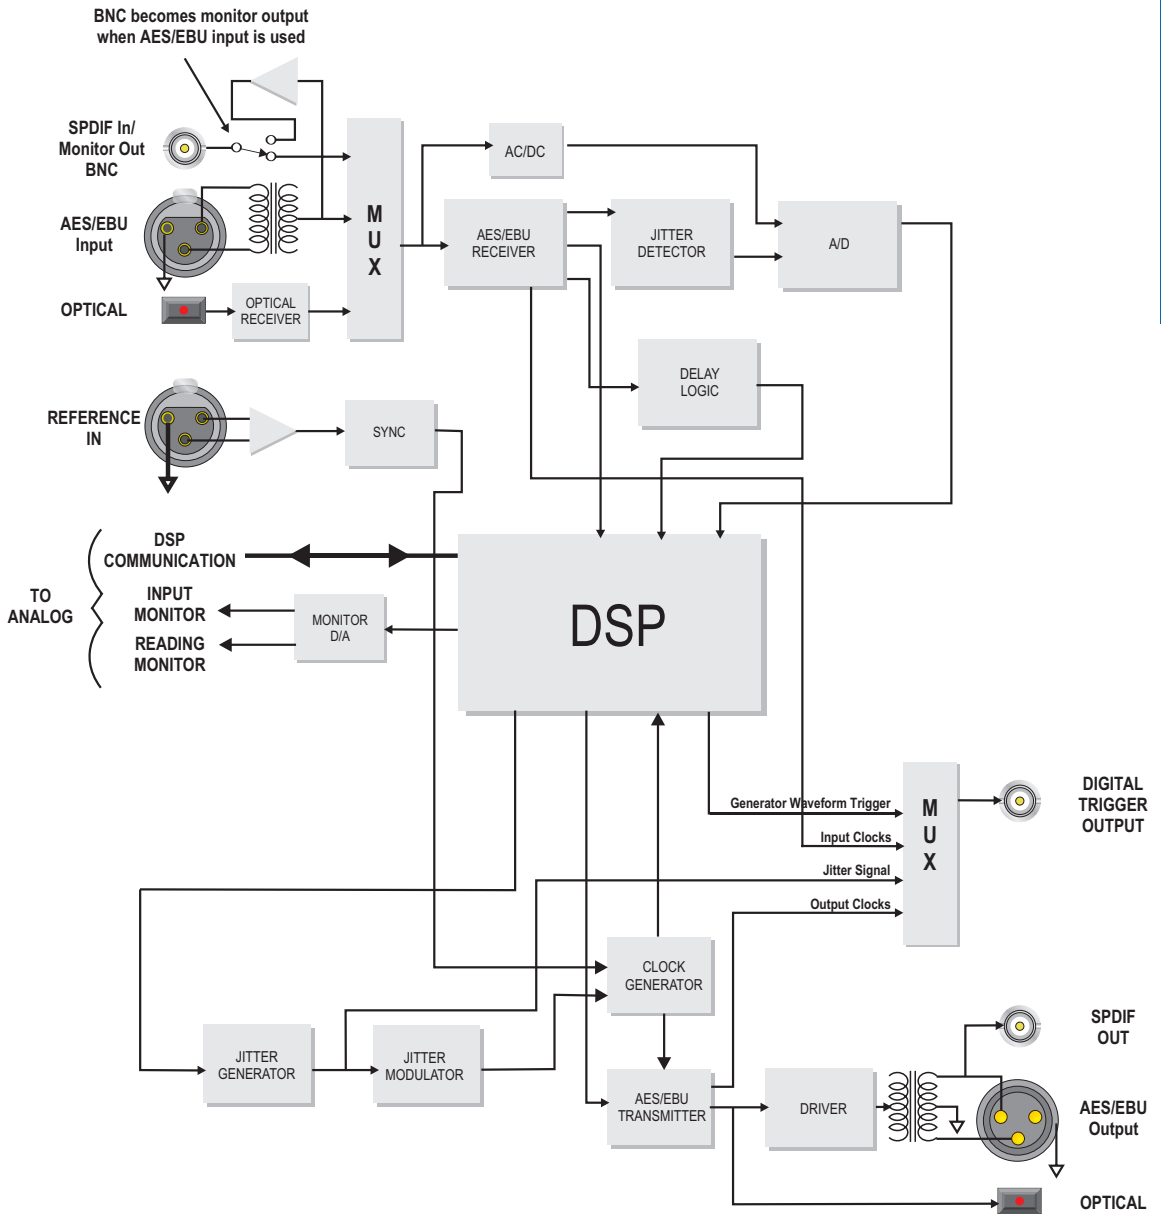 BNC becomes monitor output
when AES/EBU input is used
SPDIF In/
Monitor Out
BNC
AES/EBU
Input
OPTICAL
OPTICAL
RECEIVER
M
U
X
AC/DC
AES/EBU
RECEIVER
JITTER
DETECTOR
A/D
DELAY
LOGIC
REFERENCE
IN
SYNC
TO
ANALOG
DSP
COMMUNICATION
INPUT
MONITOR
READING
MONITOR
MONITOR
D/A
DSP
Generator Waveform Trigger
Input Clocks
Jitter Signal
Output Clocks
M
U
X
DIGITAL
TRIGGER
OUTPUT
CLOCK
GENERATOR
JITTER
GENERATOR
JITTER
MODULATOR
AES/EBU
TRANSMITTER
DRIVER
SPDIF
OUT
AES/EBU
Output
OPTICAL